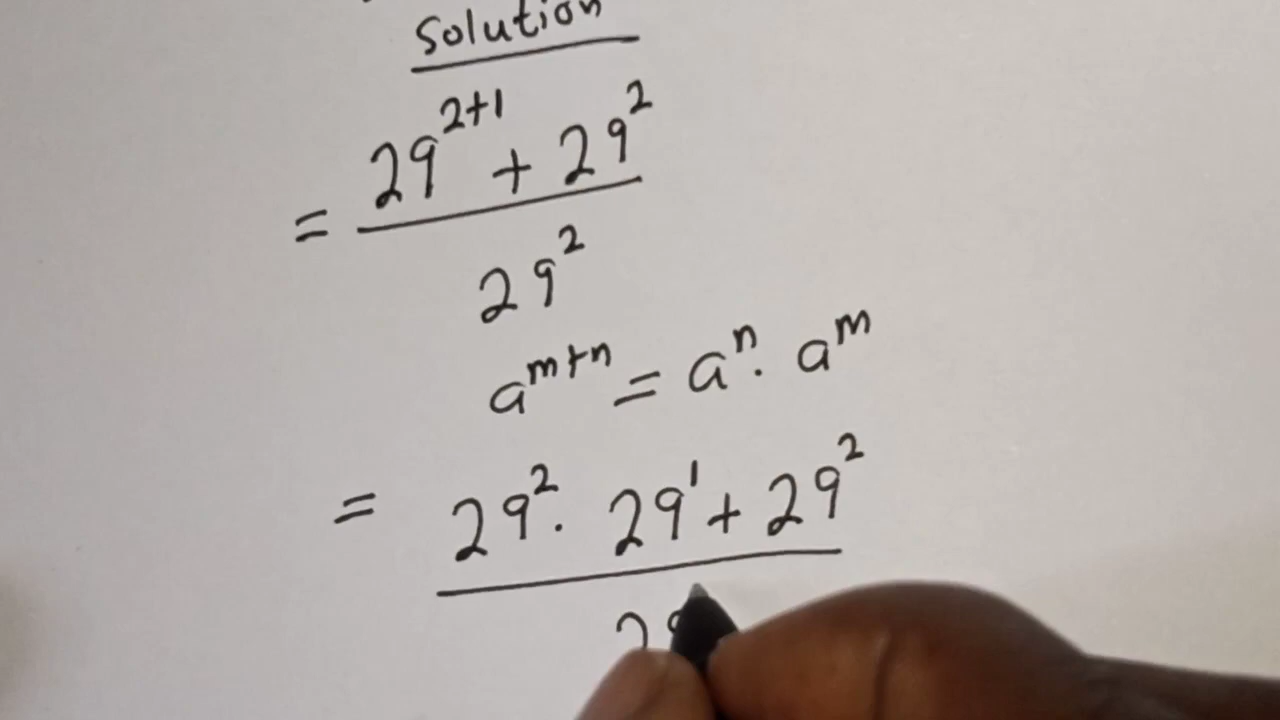 Solution
= (29^(2+1) + 29^2) / 29^2
a^(m+n) = a^n . a^m
= 29^2 . 29^1 + 29^2